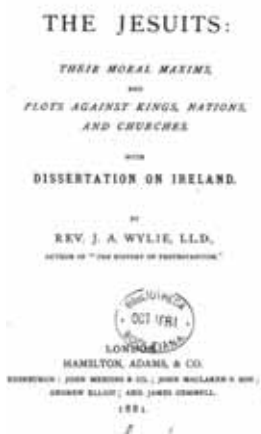 THE JESUITS:
THEIR MORAL MAXIMS,
AND
PLOTS AGAINST KINGS, NATIONS,
AND CHURCHES.
WITH
DISSERTATION ON IRELAND.
BY
REV. J. A. WYLIE, LL.D.,
AUTHOR OF "THE HISTORY OF PROTESTANTISM."
BIBLIOTHECA
OCT 1881
BODLEIANA
LONDON
HAMILTON, ADAMS, & CO.
EDINBURGH: JOHN MENZIES & CO.; JOHN MACLAREN & SON;
ANDREW ELLIOT; AND JAMES GEMMELL.
1881